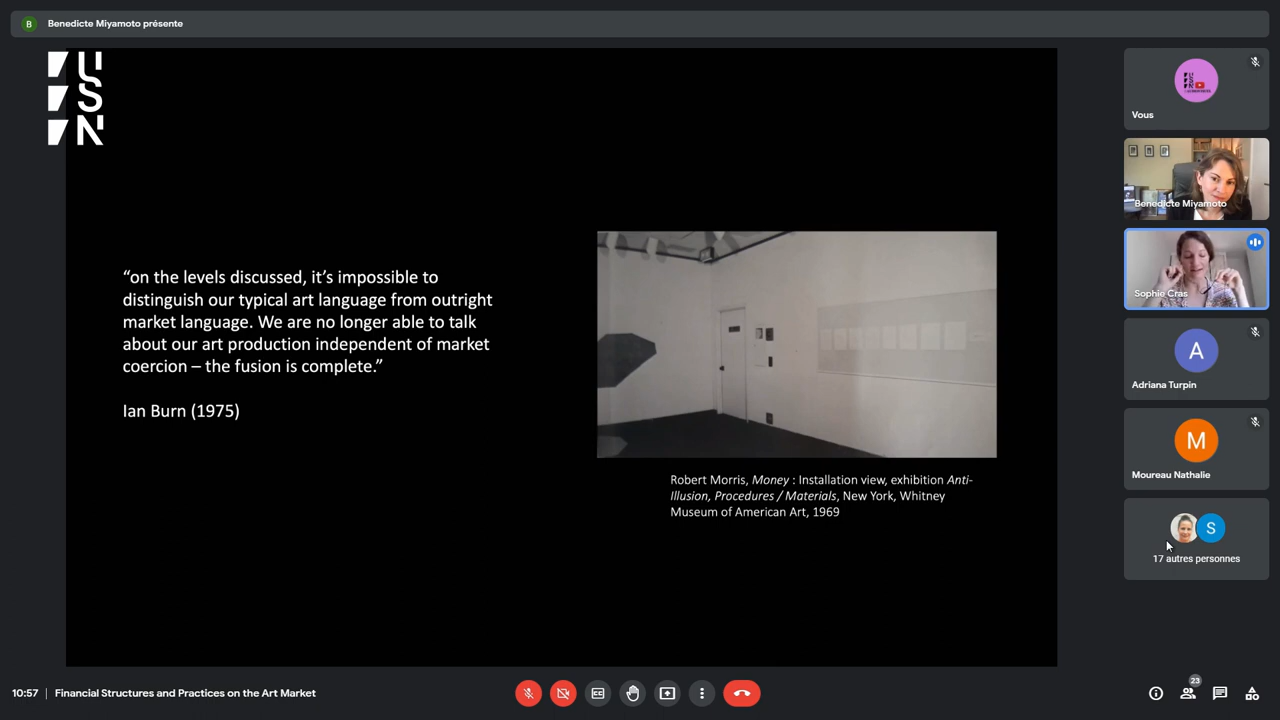 B Benedicte Miyamoto présente
USN
“on the levels discussed, it’s impossible to
distinguish our typical art language from outright
market language. We are no longer able to talk
about our art production independent of market
coercion – the fusion is complete.”
Ian Burn (1975)
Robert Morris, Money : Installation view, exhibition Anti-
Illusion, Procedures / Materials, New York, Whitney
Museum of American Art, 1969
Vous
Benedicte Miyamoto
Sophie Cras
A
Adriana Turpin
M
Moureau Nathalie
S
17 autres personnes
10:57 | Financial Structures and Practices on the Art Market
23